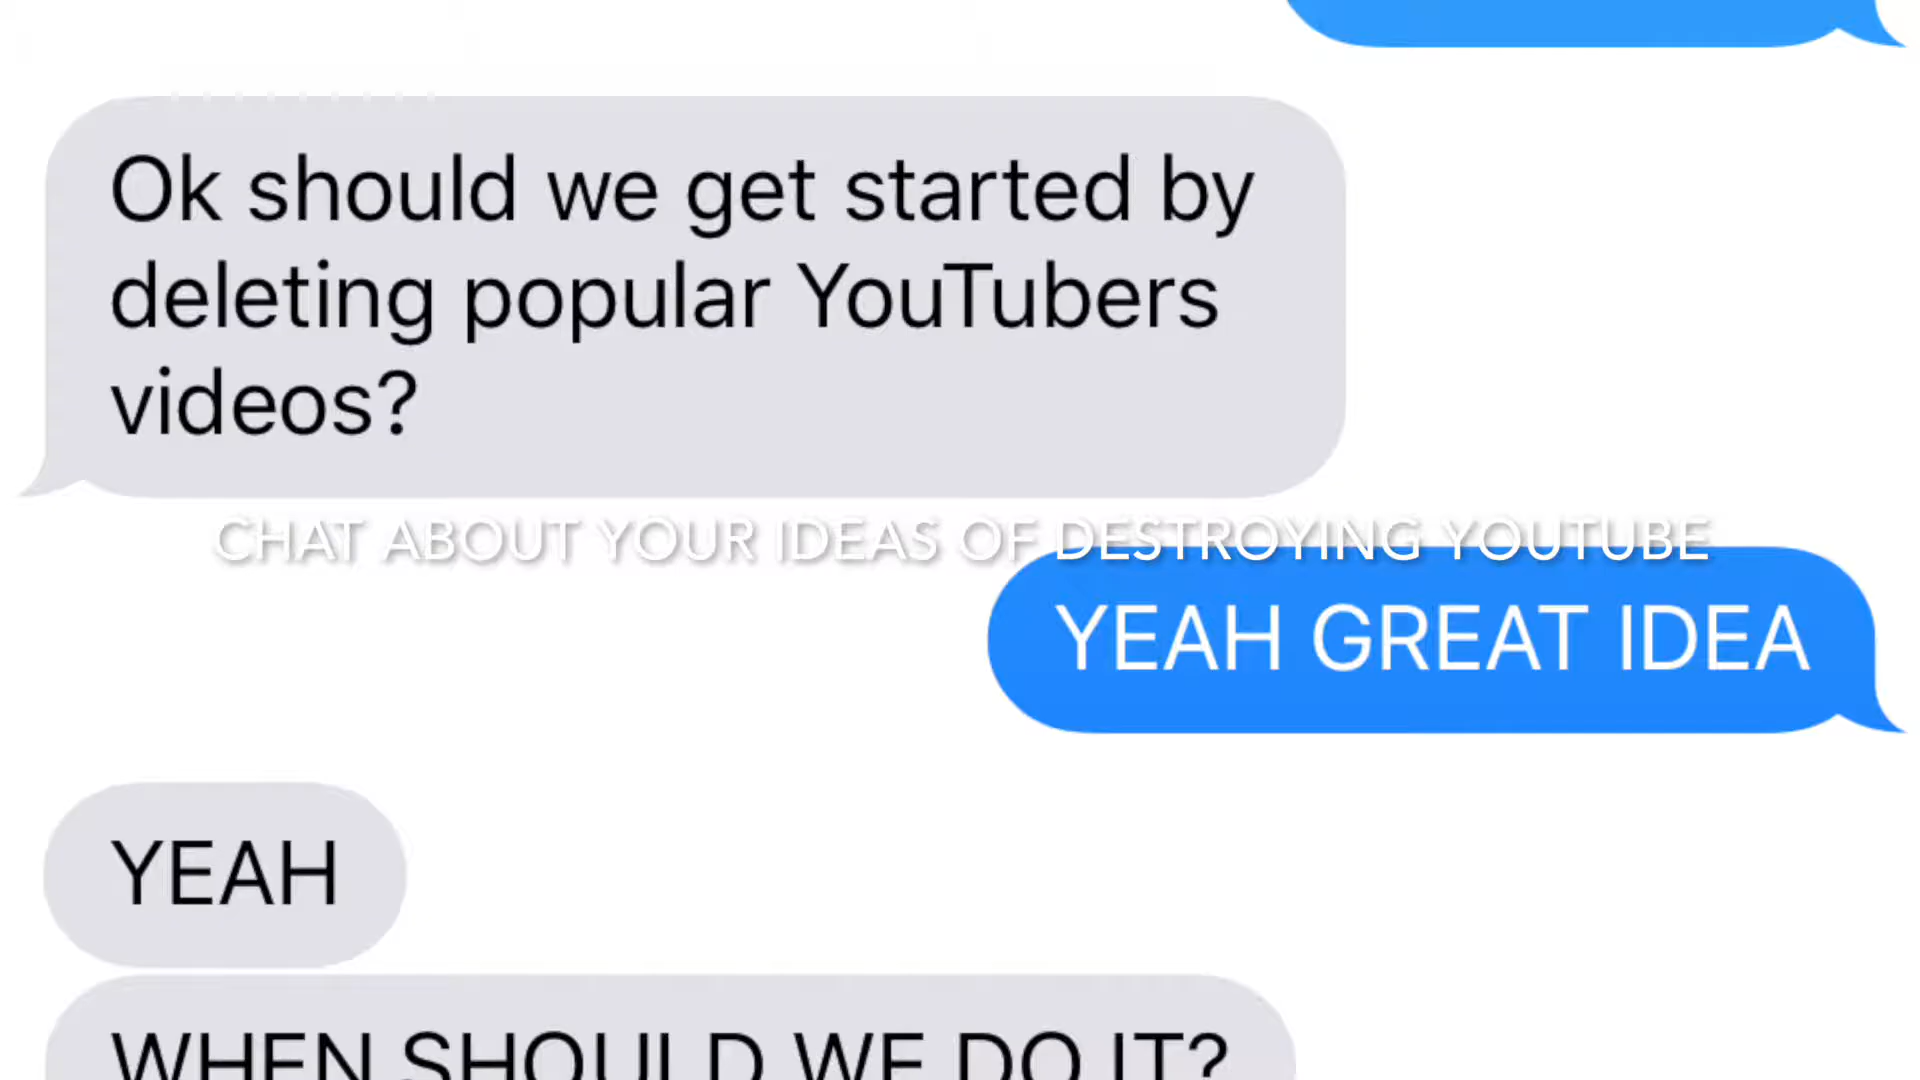 Ok should we get started by
deleting popular YouTubers
videos?
CHAT ABOUT YOUR IDEAS OF DESTROYING YOUTUBE
YEAH GREAT IDEA
YEAH
WHEN SHOULD WE DO IT?